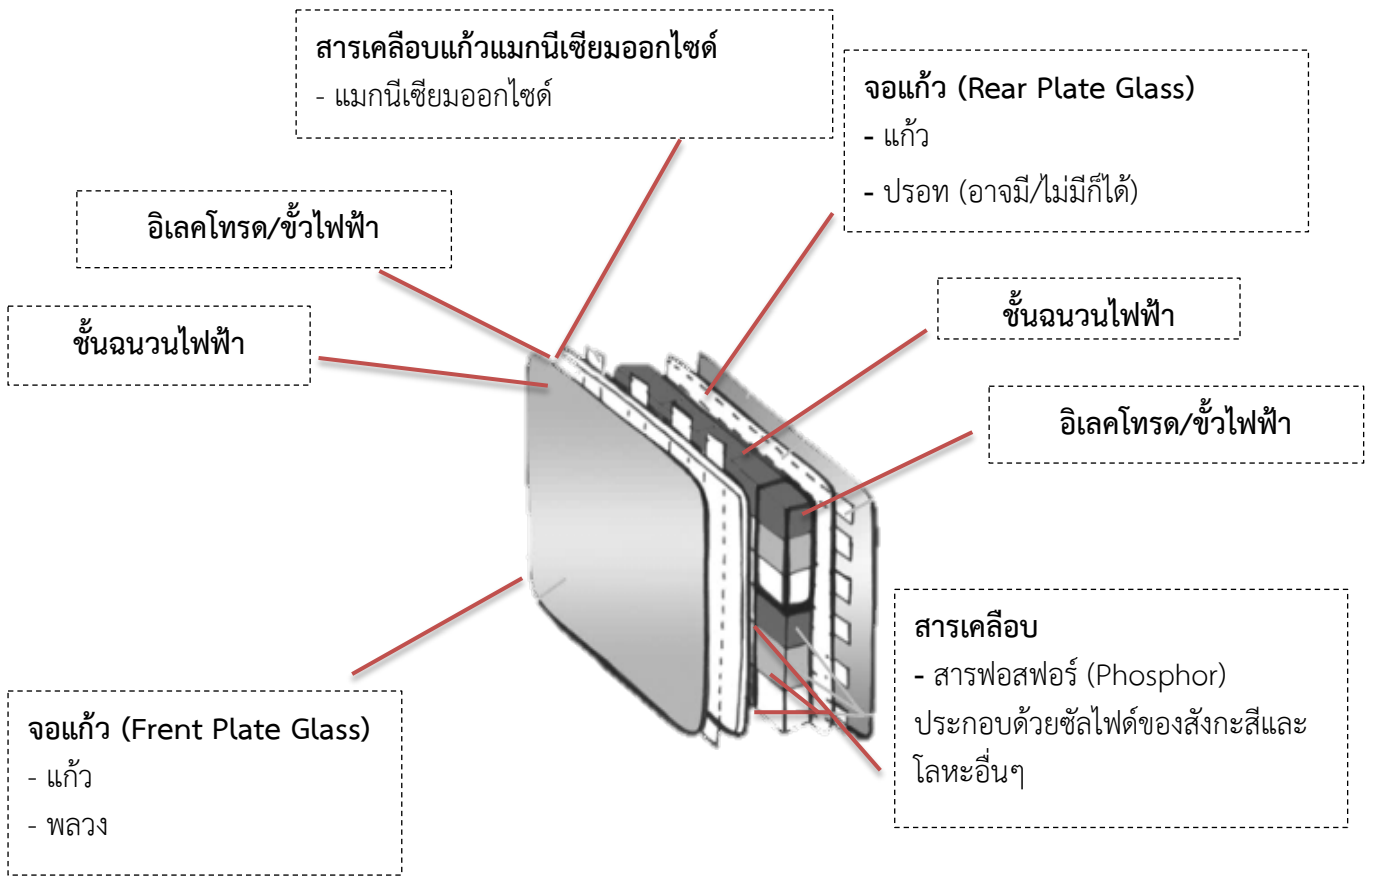 สารเคลือบแก้วแมกนีเซียมออกไซด์
- แมกนีเซียมออกไซด์
จอแก้ว (Rear Plate Glass)
- แก้ว
- ปรอท (อาจมี/ไม่มีก็ได้)
อิเลคโทรด/ขั้วไฟฟ้า
ชั้นฉนวนไฟฟ้า
ชั้นฉนวนไฟฟ้า
อิเลคโทรด/ขั้วไฟฟ้า
สารเคลือบ
- สารฟอสฟอร์ (Phosphor)
ประกอบด้วยซัลไฟด์ของสังกะสีและ
โลหะอื่นๆ
จอแก้ว (Frent Plate Glass)
- แก้ว
- พลวง